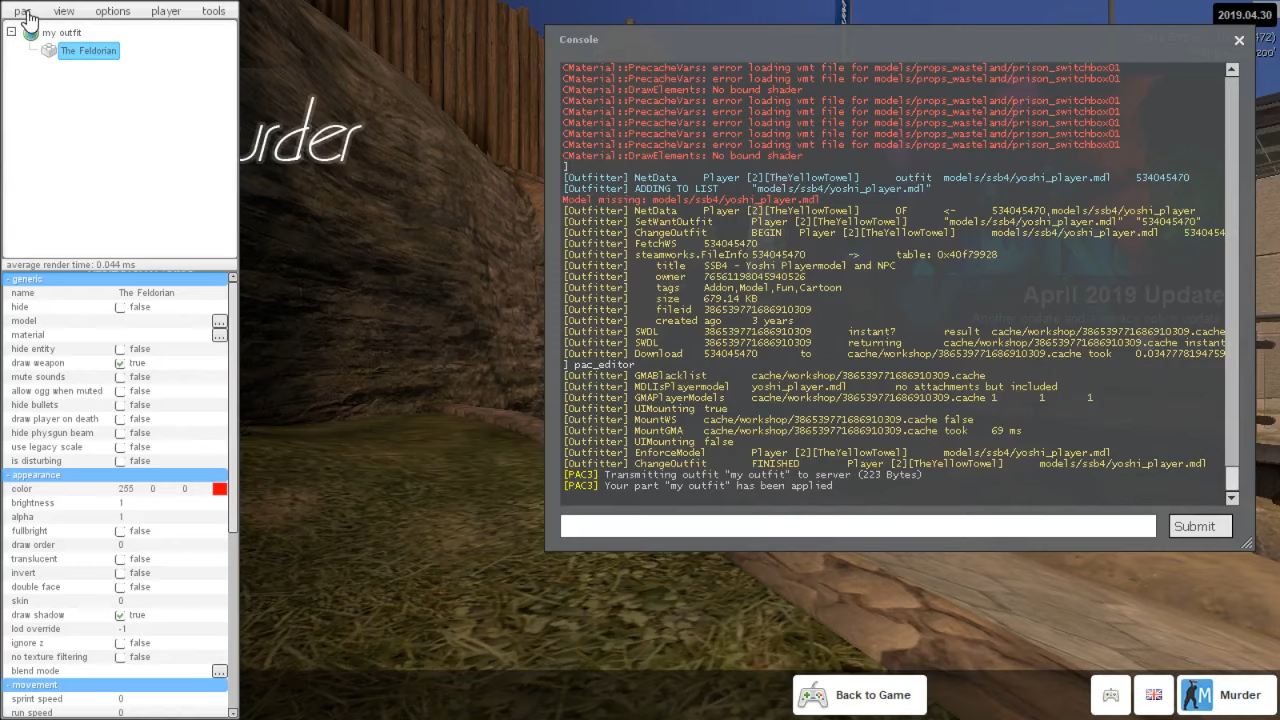 view options player tools
my outfit
The Feldorian
average render time: 0.044 ms
- generic
name The Feldorian
hide false
model ...
material ...
hide entity false
draw weapon true
mute sounds false
allow ogg when muted false
hide bullets false
draw player on death false
hide physgun beam false
use legacy scale false
is disturbing false
- appearance
color 255 0 0
brightness 1
alpha 1
fullbright false
draw order 0
translucent false
invert false
double face false
skin 0
draw shadow true
lod override -1
ignore z false
no texture filtering false
blend mode ...
- movement
sprint speed 0
run speed 0
urder
2019.04.30
Console
CMaterial::PrecacheVars: error loading vmt file for models/props_wasteland/prison_switchbox01
CMaterial::PrecacheVars: error loading vmt file for models/props_wasteland/prison_switchbox01
CMaterial::DrawElements: No bound shader
CMaterial::PrecacheVars: error loading vmt file for models/props_wasteland/prison_switchbox01
CMaterial::PrecacheVars: error loading vmt file for models/props_wasteland/prison_switchbox01
CMaterial::PrecacheVars: error loading vmt file for models/props_wasteland/prison_switchbox01
CMaterial::PrecacheVars: error loading vmt file for models/props_wasteland/prison_switchbox01
CMaterial::PrecacheVars: error loading vmt file for models/props_wasteland/prison_switchbox01
CMaterial::DrawElements: No bound shader
]
[Outfitter] NetData Player [2][TheYellowTowel] outfit models/ssb4/yoshi_player.mdl 534045470
[Outfitter] ADDING TO LIST "models/ssb4/yoshi_player.mdl"
Model missing: models/ssb4/yoshi_player.mdl
[Outfitter] NetData Player [2][TheYellowTowel] OF <- 534045470,models/ssb4/yoshi_player
[Outfitter] SetWantOutfit Player [2][TheYellowTowel] "models/ssb4/yoshi_player.mdl" "534045470"
[Outfitter] ChangeOutfit BEGIN Player [2][TheYellowTowel] models/ssb4/yoshi_player.mdl 5340454
[Outfitter] FetchWS 534045470
[Outfitter] steamworks.FileInfo 534045470 -> table: 0x40f79928
[Outfitter] title SSB4 - Yoshi Playermodel and NPC
[Outfitter] owner 76561198045940526
[Outfitter] tags Addon,Model,Fun,Cartoon
[Outfitter] size 679.14 KB
[Outfitter] fileid 386539771686910309
[Outfitter] created ago 3 years
[Outfitter] SWDL 386539771686910309 instant? result cache/workshop/386539771686910309.cache
[Outfitter] SWDL 386539771686910309 returning cache/workshop/386539771686910309.cache instant
[Outfitter] Download 534045470 to cache/workshop/386539771686910309.cache took 0.0347778194759
] pac_editor
[Outfitter] GMABlacklist cache/workshop/386539771686910309.cache
[Outfitter] MDLIsPlayermodel yoshi_player.mdl no attachments but included
[Outfitter] GMAPlayerModels cache/workshop/386539771686910309.cache 1 1 1
[Outfitter] UIMounting true
[Outfitter] MountWS cache/workshop/386539771686910309.cache false
[Outfitter] MountGMA cache/workshop/386539771686910309.cache took 69 ms
[Outfitter] UIMounting false
[Outfitter] EnforceModel Player [2][TheYellowTowel] models/ssb4/yoshi_player.mdl
[Outfitter] ChangeOutfit FINISHED Player [2][TheYellowTowel] models/ssb4/yoshi_player.mdl
[PAC3] Transmitting outfit "my outfit" to server (223 Bytes)
[PAC3] Your part "my outfit" has been applied
Submit
April 2019 Update
Back to Game
Murder